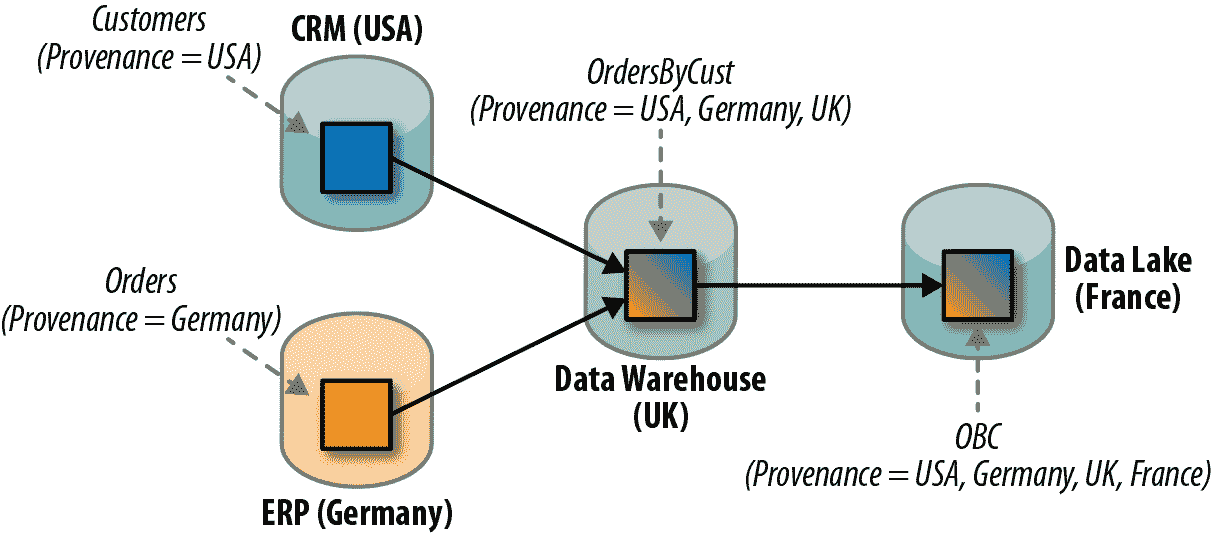 Customers
(Provenance = USA)
CRM (USA)
OrdersByCust
(Provenance = USA, Germany, UK)
Orders
(Provenance = Germany)
ERP (Germany)
Data Warehouse
(UK)
Data Lake
(France)
OBC
(Provenance = USA, Germany, UK, France)